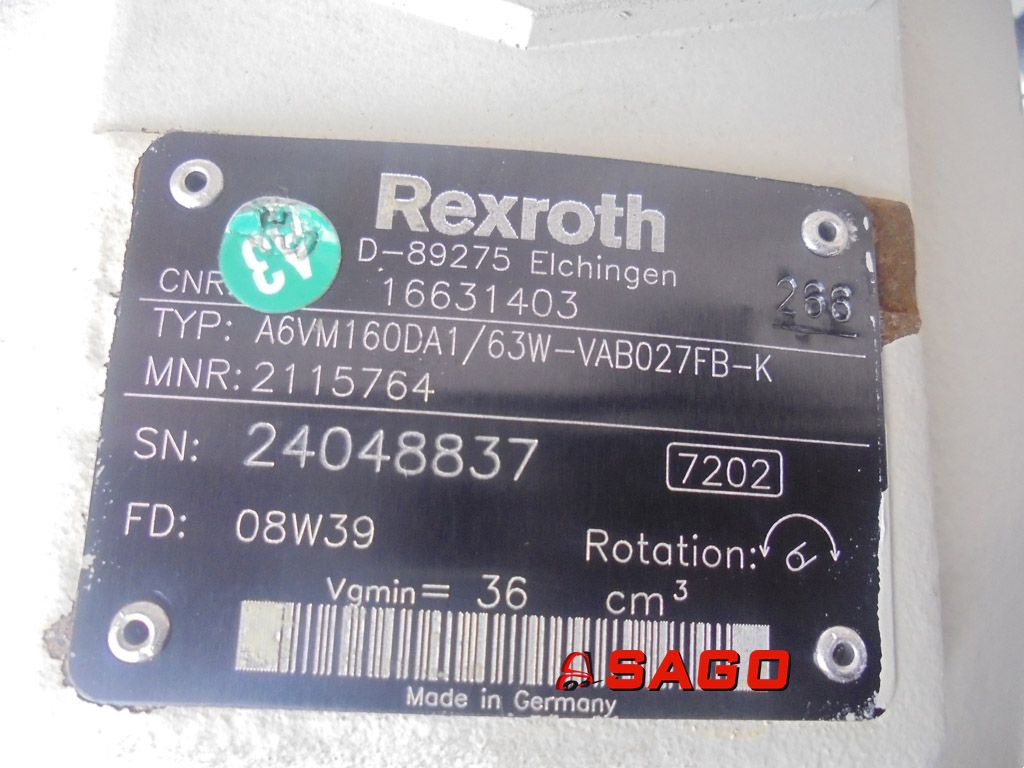 Rexroth
D-89275 Elchingen
CNR: 16631403
266
TYP: A6VM160DA1/63W-VAB027FB-K
MNR: 2115764
SN: 24048837
7202
FD: 08W39
Rotation:
Vgmin= 36 cm³
SAGO
Made in Germany